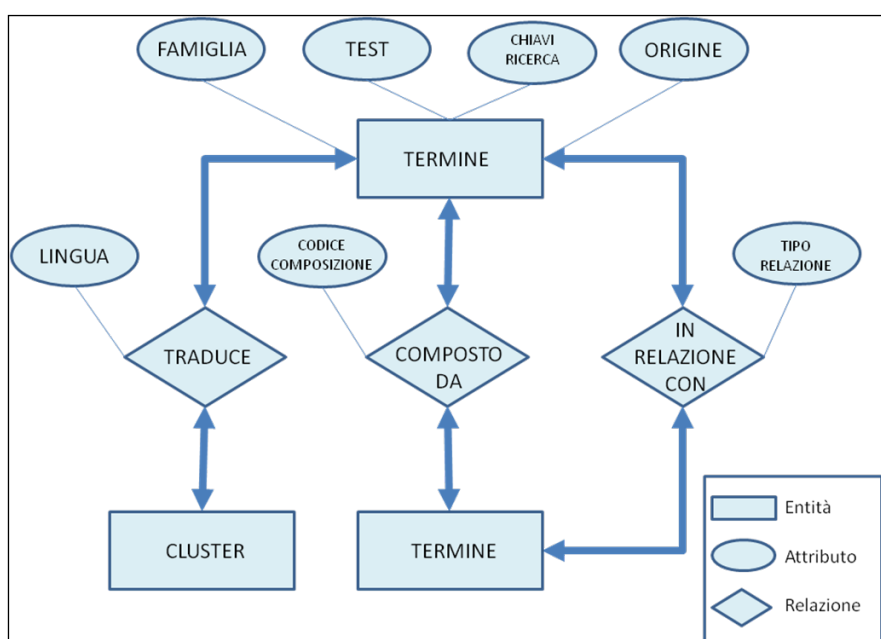 FAMIGLIA
TEST
CHIAVI
RICERCA
ORIGINE
TERMINE
LINGUA
CODICE
COMPOSIZIONE
TIPO
RELAZIONE
TRADUCE
COMPOSTO
DA
IN
RELAZIONE
CON
CLUSTER
TERMINE
Entità
Attributo
Relazione